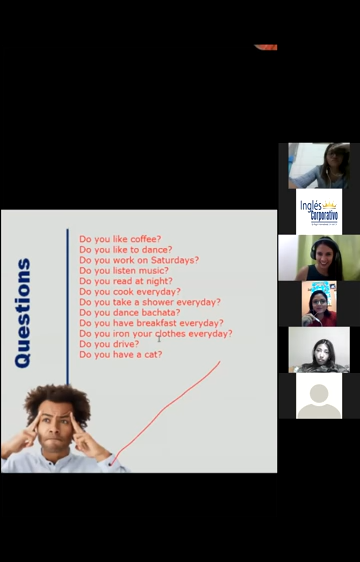 Questions
Do you like coffee?
Do you like to dance?
Do you work on Saturdays?
Do you listen music?
Do you read at night?
Do you cook everyday?
Do you take a shower everyday?
Do you dance bachata?
Do you have breakfast everyday?
Do you iron your clothes everyday?
Do you drive?
Do you have a cat?
Inglés
Corporativo